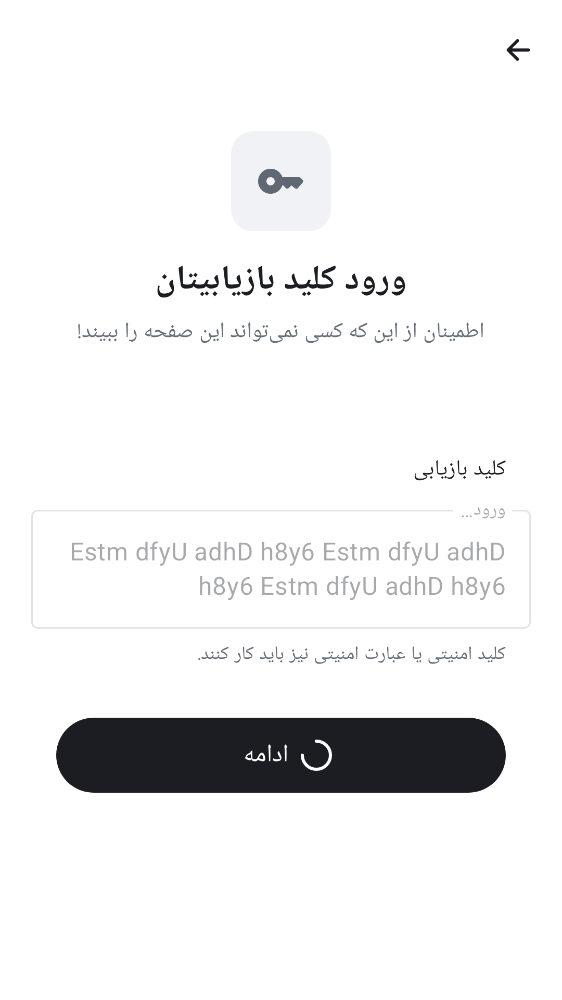 ورود کلید بازیابیتان
اطمینان از این که کسی نمی‌تواند این صفحه را ببیند!
کلید بازیابی
ورود...
Estm dfyU adhD h8y6 Estm dfyU adhD
h8y6 Estm dfyU adhD h8y6
کلید امنیتی یا عبارت امنیتی نیز باید کار کنند.
ادامه